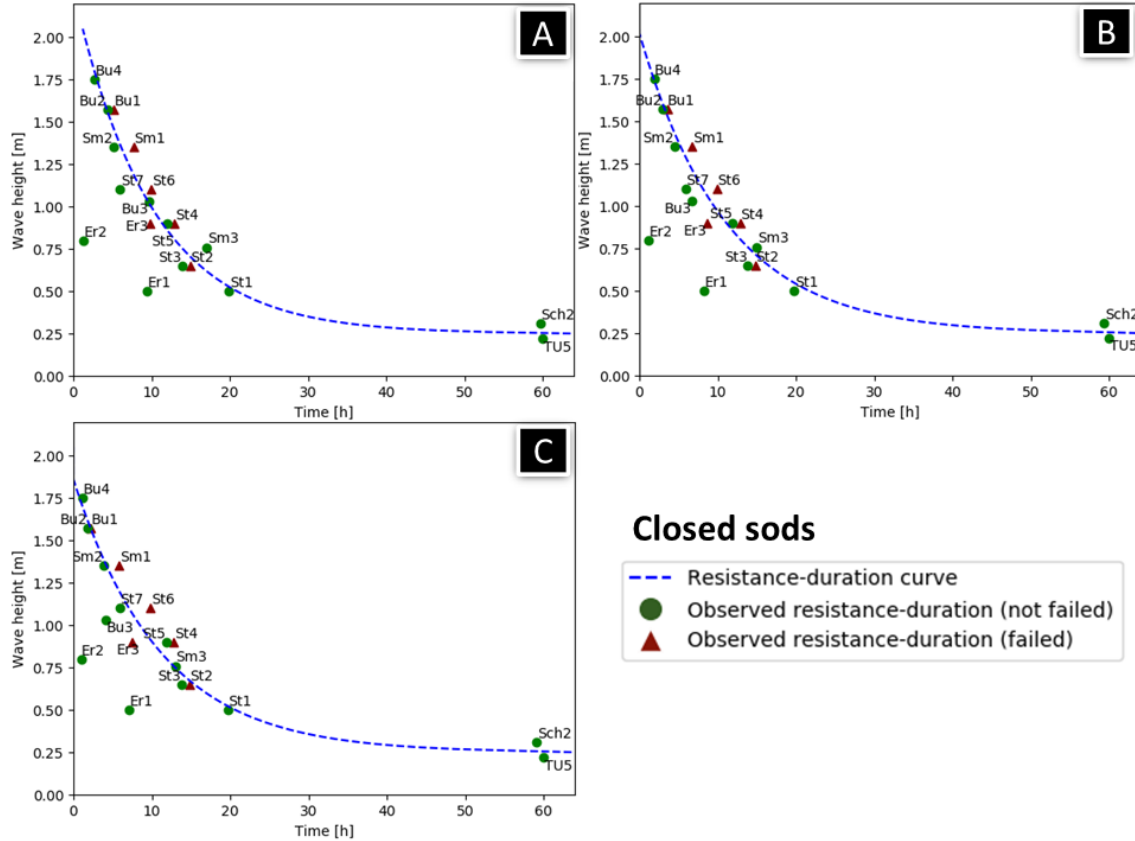 A
2.00
1.75
1.50
1.25
1.00
0.75
0.50
0.25
0.00
Wave height [m]
Bu4
Bu2 Bu1
Sm2 Sm1
St7 St6
Bu3 St4
Er3
Er2 St5 Sm3
St3 St2
Er1 St1
Sch2
TU5
0 10 20 30 40 50 60
Time [h]
B
2.00
1.75
1.50
1.25
1.00
0.75
0.50
0.25
0.00
Wave height [m]
Bu4
Bu2 Bu1
Sm2 Sm1
St7 St6
Bu3 St5 St4
Er2 Er3 Sm3
St3 St2
Er1 St1
Sch2
TU5
0 10 20 30 40 50 60
Time [h]
C
2.00
1.75
1.50
1.25
1.00
0.75
0.50
0.25
0.00
Wave height [m]
Bu4
Bu2 Bu1
Sm2 Sm1
St7 St6
Bu3 St5 St4
Er2 Er3 Sm3
St3 St2
Er1 St1
Sch2
TU5
0 10 20 30 40 50 60
Time [h]
Closed sods
Resistance-duration curve
Observed resistance-duration (not failed)
Observed resistance-duration (failed)